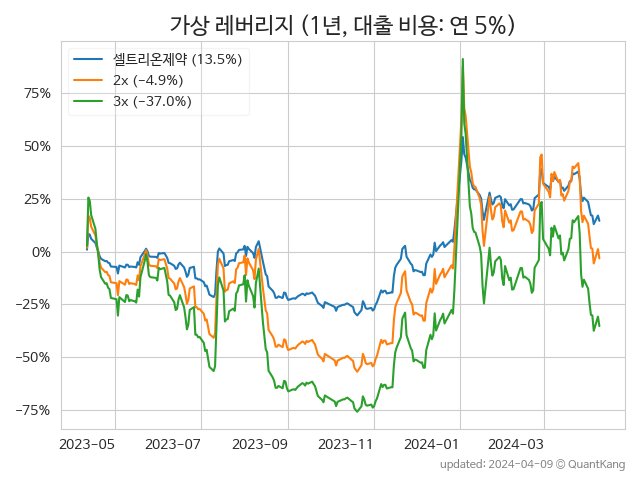 가상 레버리지 (1년, 대출 비용: 연 5%)
셀트리온제약 (13.5%)
2x (−4.9%)
3x (−37.0%)
75%
50%
25%
0%
−25%
−50%
−75%
2023-05 2023-07 2023-09 2023-11 2024-01 2024-03
updated: 2024-04-09 © QuantKang